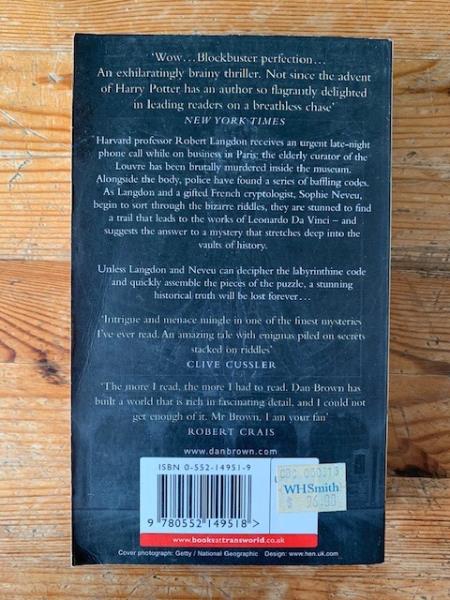 'Wow...Blockbuster perfection...
An exhilaratingly brainy thriller. Not since the advent
of Harry Potter has an author so flagrantly delighted
in leading readers on a breathless chase'
NEW YORK TIMES
Harvard professor Robert Langdon receives an urgent late-night
phone call while on business in Paris: the elderly curator of the
Louvre has been brutally murdered inside the museum.
Alongside the body, police have found a series of baffling codes.
As Langdon and a gifted French cryptologist, Sophie Neveu,
begin to sort through the bizarre riddles, they are stunned to find
a trail that leads to the works of Leonardo Da Vinci – and
suggests the answer to a mystery that stretches deep into the
vaults of history.
Unless Langdon and Neveu can decipher the labyrinthine code
and quickly assemble the pieces of the puzzle, a stunning
historical truth will be lost forever...
'Intrigue and menace mingle in one of the finest mysteries
I've ever read. An amazing tale with enigmas piled on secrets
stacked on riddles'
CLIVE CUSSLER
'The more I read, the more I had to read. Dan Brown has
built a world that is rich in fascinating detail, and I could not
get enough of it. Mr Brown, I am your fan'
ROBERT CRAIS
www.danbrown.com
ISBN 0-552-14951-9
WHSmith
9 780552 149518 >
www.booksattransworld.co.uk
Cover photograph: Getty / National Geographic Design: www.hen.uk.com